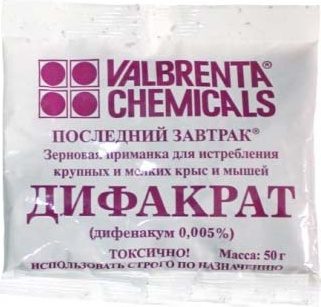 VALBRENTA®
CHEMICALS
ПОСЛЕДНИЙ ЗАВТРАК®
Зерновая приманка для истребления
крупных и мелких крыс и мышей
ДИФАКРАТ
(дифенакум 0,005%)
ТОКСИЧНО! Масса: 50 г
ИСПОЛЬЗОВАТЬ СТРОГО ПО НАЗНАЧЕНИЮ